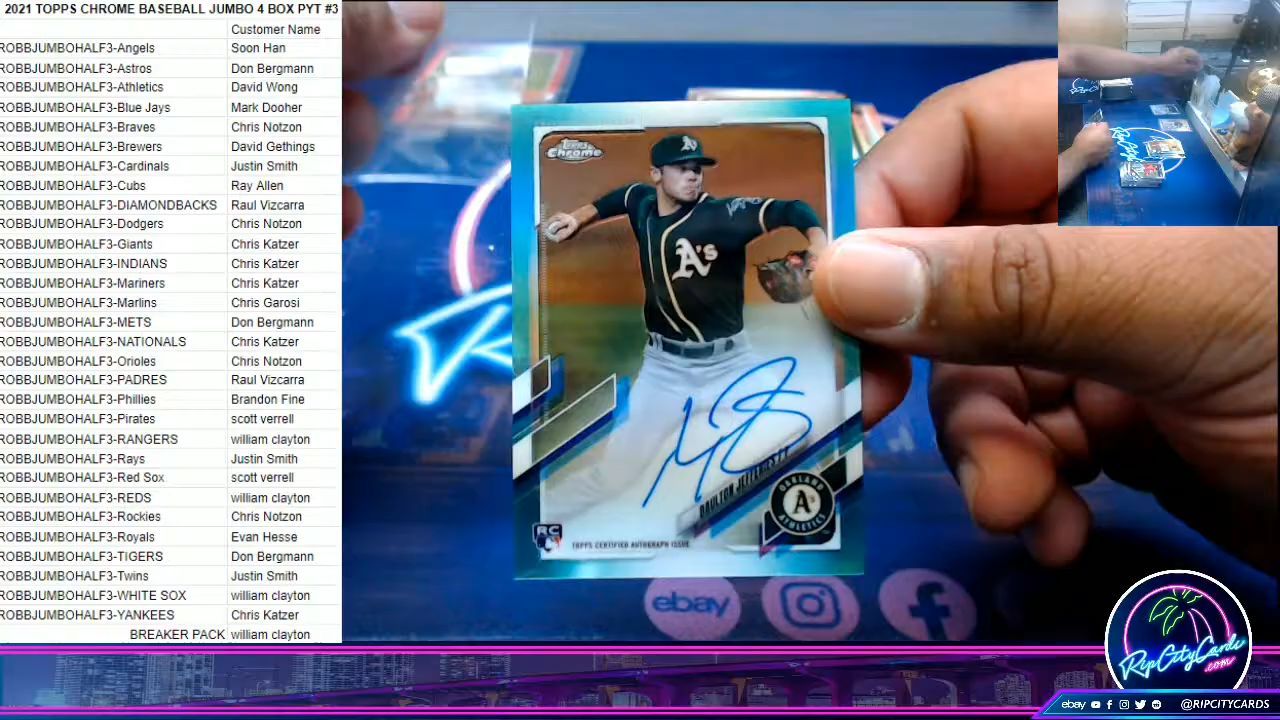 2021 TOPPS CHROME BASEBALL JUMBO 4 BOX PYT #3
Customer Name
ROBBJUMBOHALF3-Angels Soon Han
ROBBJUMBOHALF3-Astros Don Bergmann
ROBBJUMBOHALF3-Athletics David Wong
ROBBJUMBOHALF3-Blue Jays Mark Dooher
ROBBJUMBOHALF3-Braves Chris Notzon
ROBBJUMBOHALF3-Brewers David Gethings
ROBBJUMBOHALF3-Cardinals Justin Smith
ROBBJUMBOHALF3-Cubs Ray Allen
ROBBJUMBOHALF3-DIAMONDBACKS Raul Vizcarra
ROBBJUMBOHALF3-Dodgers Chris Notzon
ROBBJUMBOHALF3-Giants Chris Katzer
ROBBJUMBOHALF3-INDIANS Chris Katzer
ROBBJUMBOHALF3-Mariners Chris Katzer
ROBBJUMBOHALF3-Marlins Chris Garosi
ROBBJUMBOHALF3-METS Don Bergmann
ROBBJUMBOHALF3-NATIONALS Chris Katzer
ROBBJUMBOHALF3-Orioles Chris Notzon
ROBBJUMBOHALF3-PADRES Raul Vizcarra
ROBBJUMBOHALF3-Phillies Brandon Fine
ROBBJUMBOHALF3-Pirates scott verrell
ROBBJUMBOHALF3-RANGERS william clayton
ROBBJUMBOHALF3-Rays Justin Smith
ROBBJUMBOHALF3-Red Sox scott verrell
ROBBJUMBOHALF3-REDS william clayton
ROBBJUMBOHALF3-Rockies Chris Notzon
ROBBJUMBOHALF3-Royals Evan Hesse
ROBBJUMBOHALF3-TIGERS Don Bergmann
ROBBJUMBOHALF3-Twins Justin Smith
ROBBJUMBOHALF3-WHITE SOX william clayton
ROBBJUMBOHALF3-YANKEES Chris Katzer
BREAKER PACK william clayton
Topps Chrome
A's
A's
DAULTON JEFFERIES
OAKLAND
A's
ATHLETICS
RC
TOPPS CERTIFIED AUTOGRAPH ISSUE
ebay
RipCityCards
.com
ebay @RIPCITYCARDS